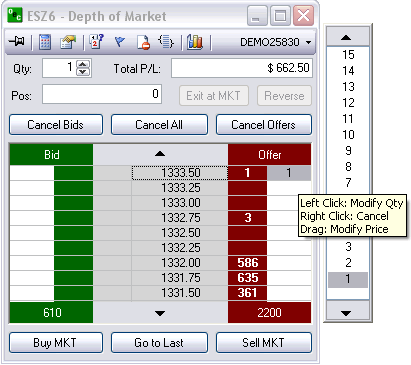 ESZ6 - Depth of Market
DEMO25830
Qty: 1 Total P/L: $ 662.50
Pos: 0 Exit at MKT Reverse
Cancel Bids Cancel All Cancel Offers
Bid Offer
1333.50 1 1
1333.25
1333.00
1332.75 3
1332.50
1332.25
1332.00 586
1331.75 635
1331.50 361
610 2200
Buy MKT Go to Last Sell MKT
15
14
13
12
11
10
9
8
7
Left Click: Modify Qty
Right Click: Cancel
Drag: Modify Price
3
2
1